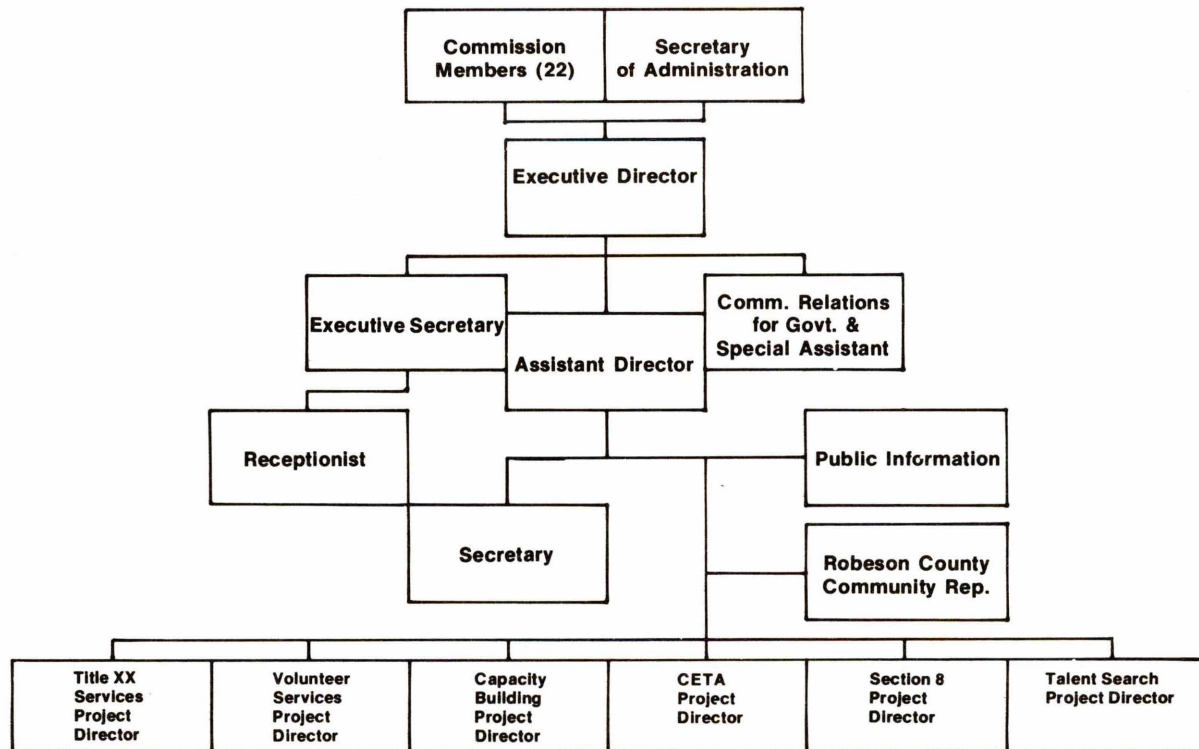 Commission
Members (22)
Secretary
of Administration
Executive Director
Executive Secretary
Assistant Director
Comm. Relations
for Govt. &
Special Assistant
Receptionist
Public Information
Secretary
Robeson County
Community Rep.
Title XX
Services
Project
Director
Volunteer
Services
Project
Director
Capacity
Building
Project
Director
CETA
Project
Director
Section 8
Project
Director
Talent Search
Project Director